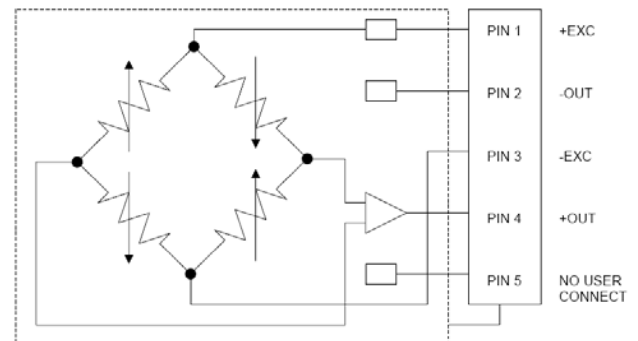 PIN 1 +EXC
PIN 2 -OUT
PIN 3 -EXC
PIN 4 +OUT
PIN 5 NO USER
CONNECT